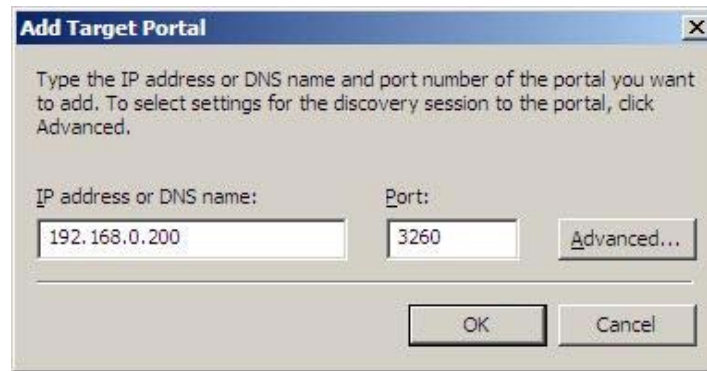 Add Target Portal
Type the IP address or DNS name and port number of the portal you want
to add. To select settings for the discovery session to the portal, click
Advanced.
IP address or DNS name: Port:
192.168.0.200 3260 Advanced...
OK Cancel